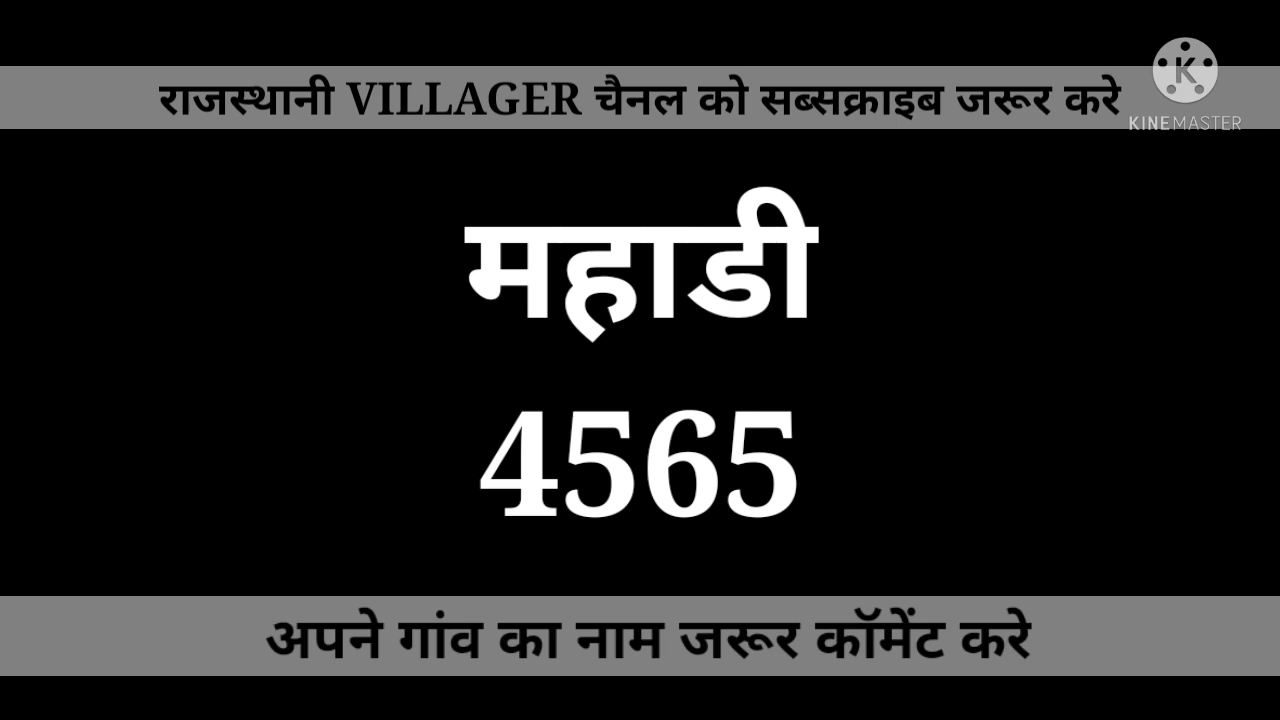 राजस्थानी VILLAGER चैनल को सब्सक्राइब जरूर करे
K
KINEMASTER
महाडी
4565
अपने गांव का नाम जरूर कॉमेंट करे